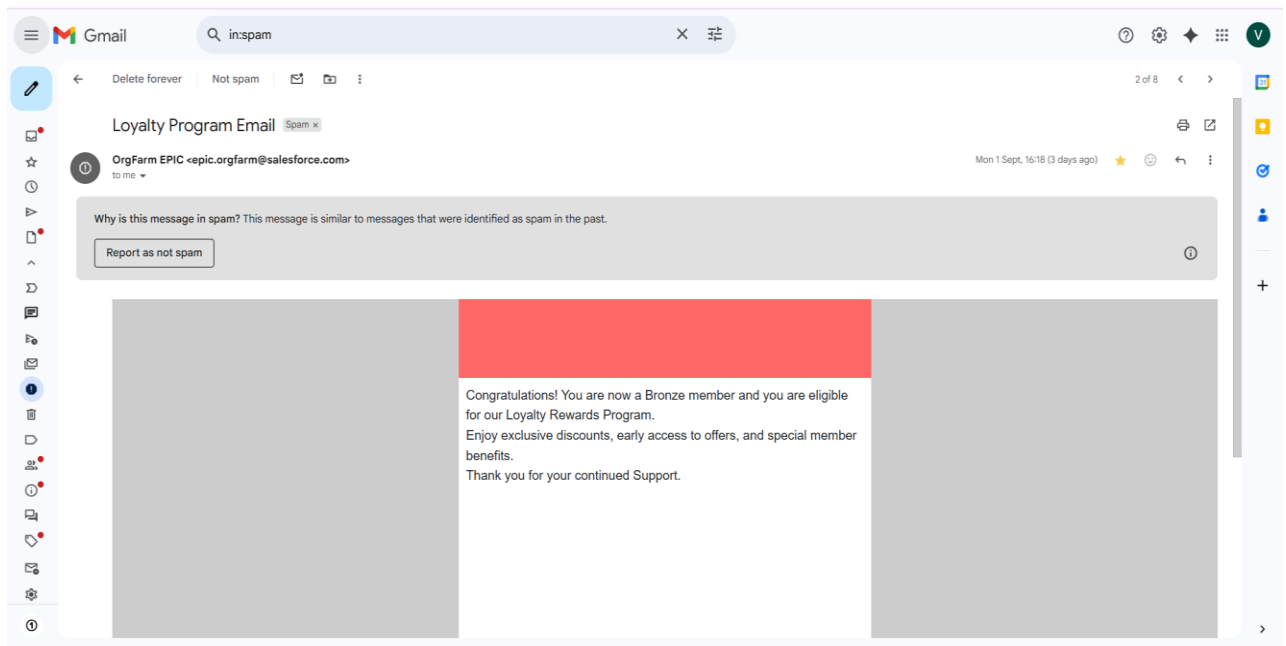 Gmail
in:spam
V
Delete forever Not spam
2 of 8
Loyalty Program Email Spam ×
OrgFarm EPIC <epic.orgfarm@salesforce.com>
Mon 1 Sept, 16:18 (3 days ago)
to me
Why is this message in spam? This message is similar to messages that were identified as spam in the past.
Report as not spam
Congratulations! You are now a Bronze member and you are eligible
for our Loyalty Rewards Program.
Enjoy exclusive discounts, early access to offers, and special member
benefits.
Thank you for your continued Support.
31